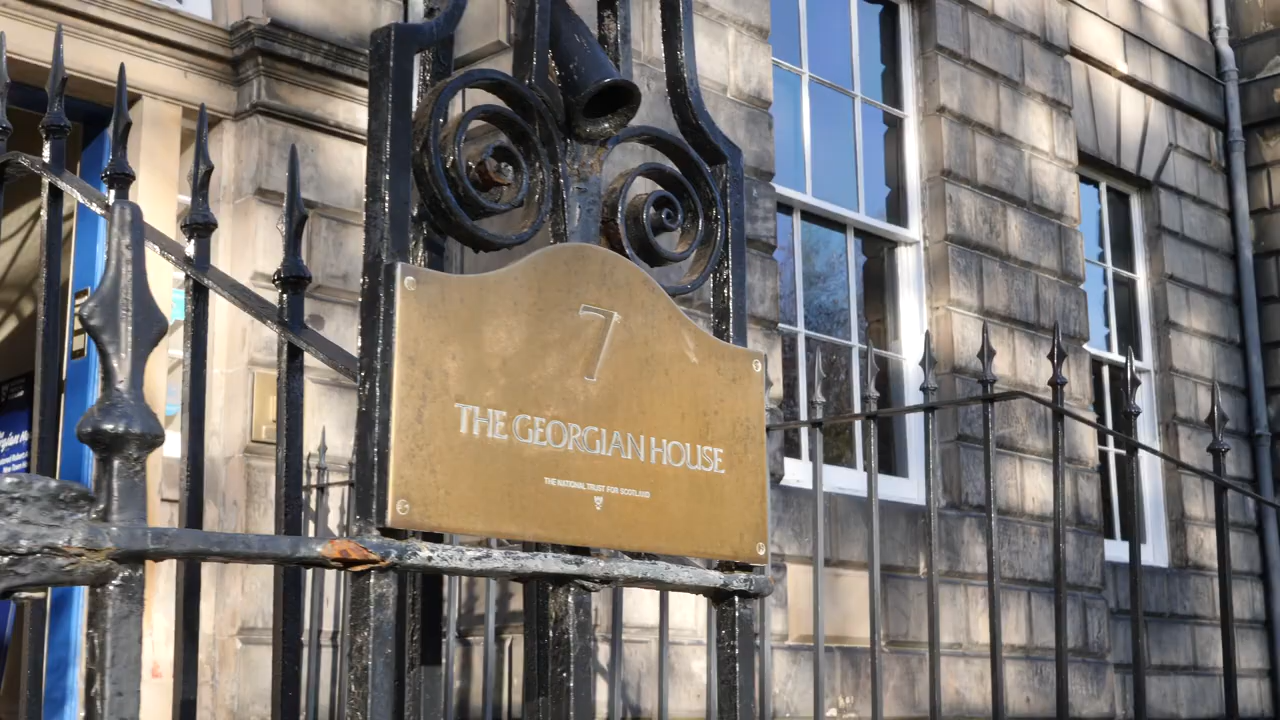 7
THE GEORGIAN HOUSE
THE NATIONAL TRUST FOR SCOTLAND